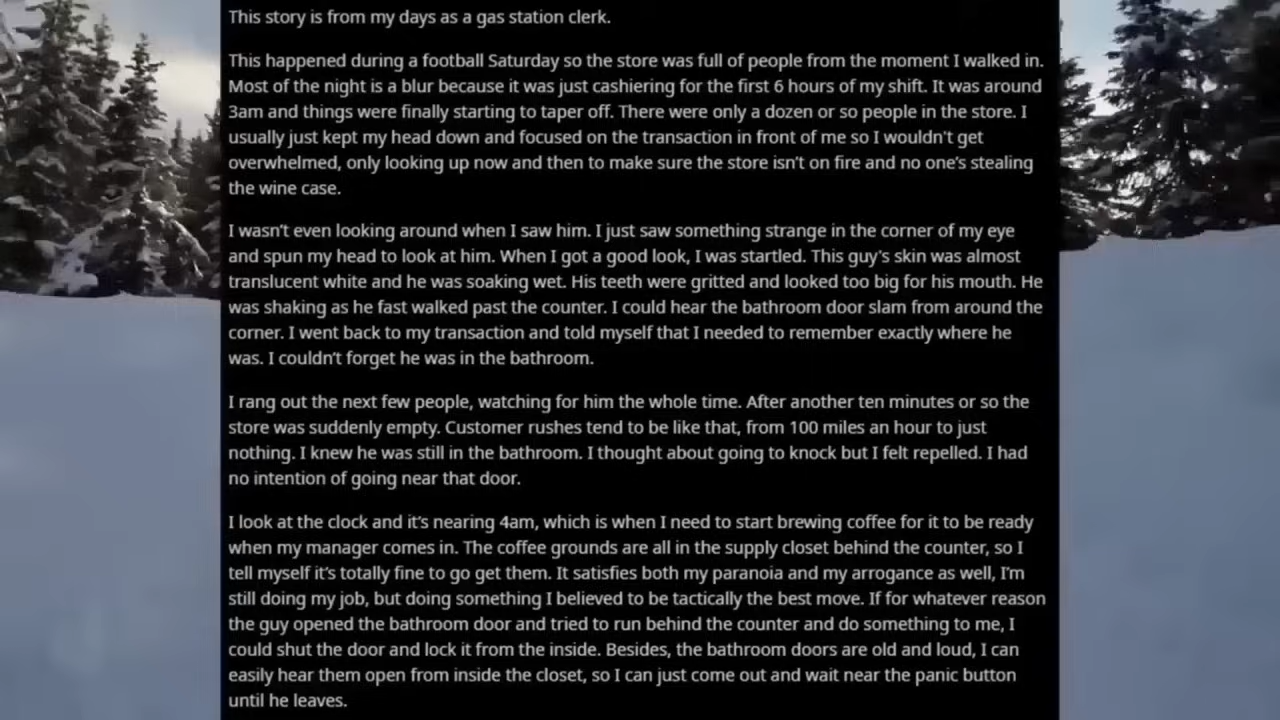 This story is from my days as a gas station clerk.
This happened during a football Saturday so the store was full of people from the moment I walked in.
Most of the night is a blur because it was just cashiering for the first 6 hours of my shift. It was around
3am and things were finally starting to taper off. There were only a dozen or so people in the store. I
usually just kept my head down and focused on the transaction in front of me so I wouldn't get
overwhelmed, only looking up now and then to make sure the store isn’t on fire and no one’s stealing
the wine case.
I wasn’t even looking around when I saw him. I just saw something strange in the corner of my eye
and spun my head to look at him. When I got a good look, I was startled. This guy’s skin was almost
translucent white and he was soaking wet. His teeth were gritted and looked too big for his mouth. He
was shaking as he fast walked past the counter. I could hear the bathroom door slam from around the
corner. I went back to my transaction and told myself that I needed to remember exactly where he
was. I couldn’t forget he was in the bathroom.
I rang out the next few people, watching for him the whole time. After another ten minutes or so the
store was suddenly empty. Customer rushes tend to be like that, from 100 miles an hour to just
nothing. I knew he was still in the bathroom. I thought about going to knock but I felt repelled. I had
no intention of going near that door.
I look at the clock and it’s nearing 4am, which is when I need to start brewing coffee for it to be ready
when my manager comes in. The coffee grounds are all in the supply closet behind the counter, so I
tell myself it’s totally fine to go get them. It satisfies both my paranoia and my arrogance as well, I’m
still doing my job, but doing something I believed to be tactically the best move. If for whatever reason
the guy opened the bathroom door and tried to run behind the counter and do something to me, I
could shut the door and lock it from the inside. Besides, the bathroom doors are old and loud, I can
easily hear them open from inside the closet, so I can just come out and wait near the panic button
until he leaves.